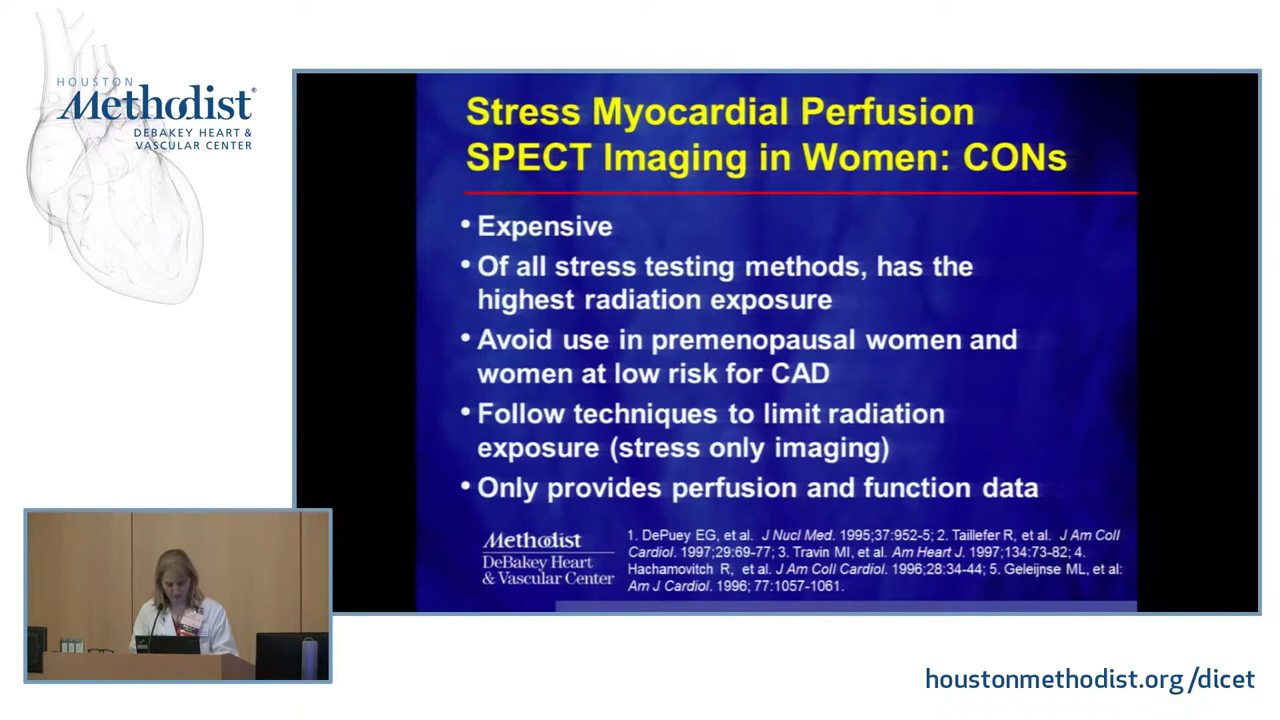 HOUSTON
Methodist®
DEBAKEY HEART &
VASCULAR CENTER
Stress Myocardial Perfusion
SPECT Imaging in Women: CONs
• Expensive
• Of all stress testing methods, has the
highest radiation exposure
• Avoid use in premenopausal women and
women at low risk for CAD
• Follow techniques to limit radiation
exposure (stress only imaging)
• Only provides perfusion and function data
Methodist
DeBakey Heart
& Vascular Center
1. DePuey EG, et al. J Nucl Med. 1995;37:952-5; 2. Taillefer R, et al. J Am Coll
Cardiol. 1997;29:69-77; 3. Travin MI, et al. Am Heart J. 1997;134:73-82; 4.
Hachamovitch R, et al. J Am Coll Cardiol. 1996;28:34-44; 5. Geleijnse ML, et al:
Am J Cardiol. 1996; 77:1057-1061.
houstonmethodist.org/dicet